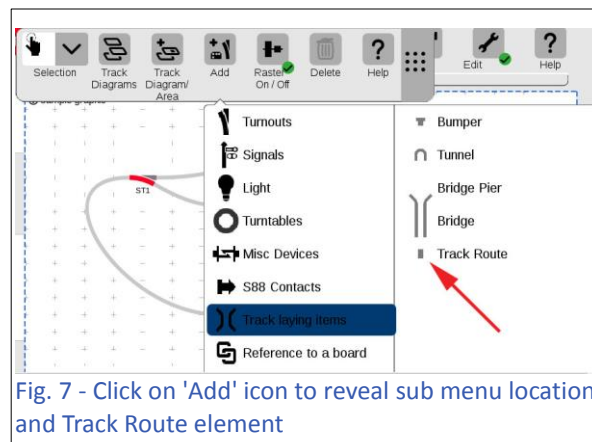 Selection
Track
Diagrams
Track
Diagram/
Area
Add
Raster
On / Off
Delete
Help
Edit
Help
ST1
Turnouts
Signals
Light
Turntables
Misc Devices
S88 Contacts
Track laying items
Reference to a board
Bumper
Tunnel
Bridge Pier
Bridge
Track Route
Fig. 7 - Click on 'Add' icon to reveal sub menu location
and Track Route element